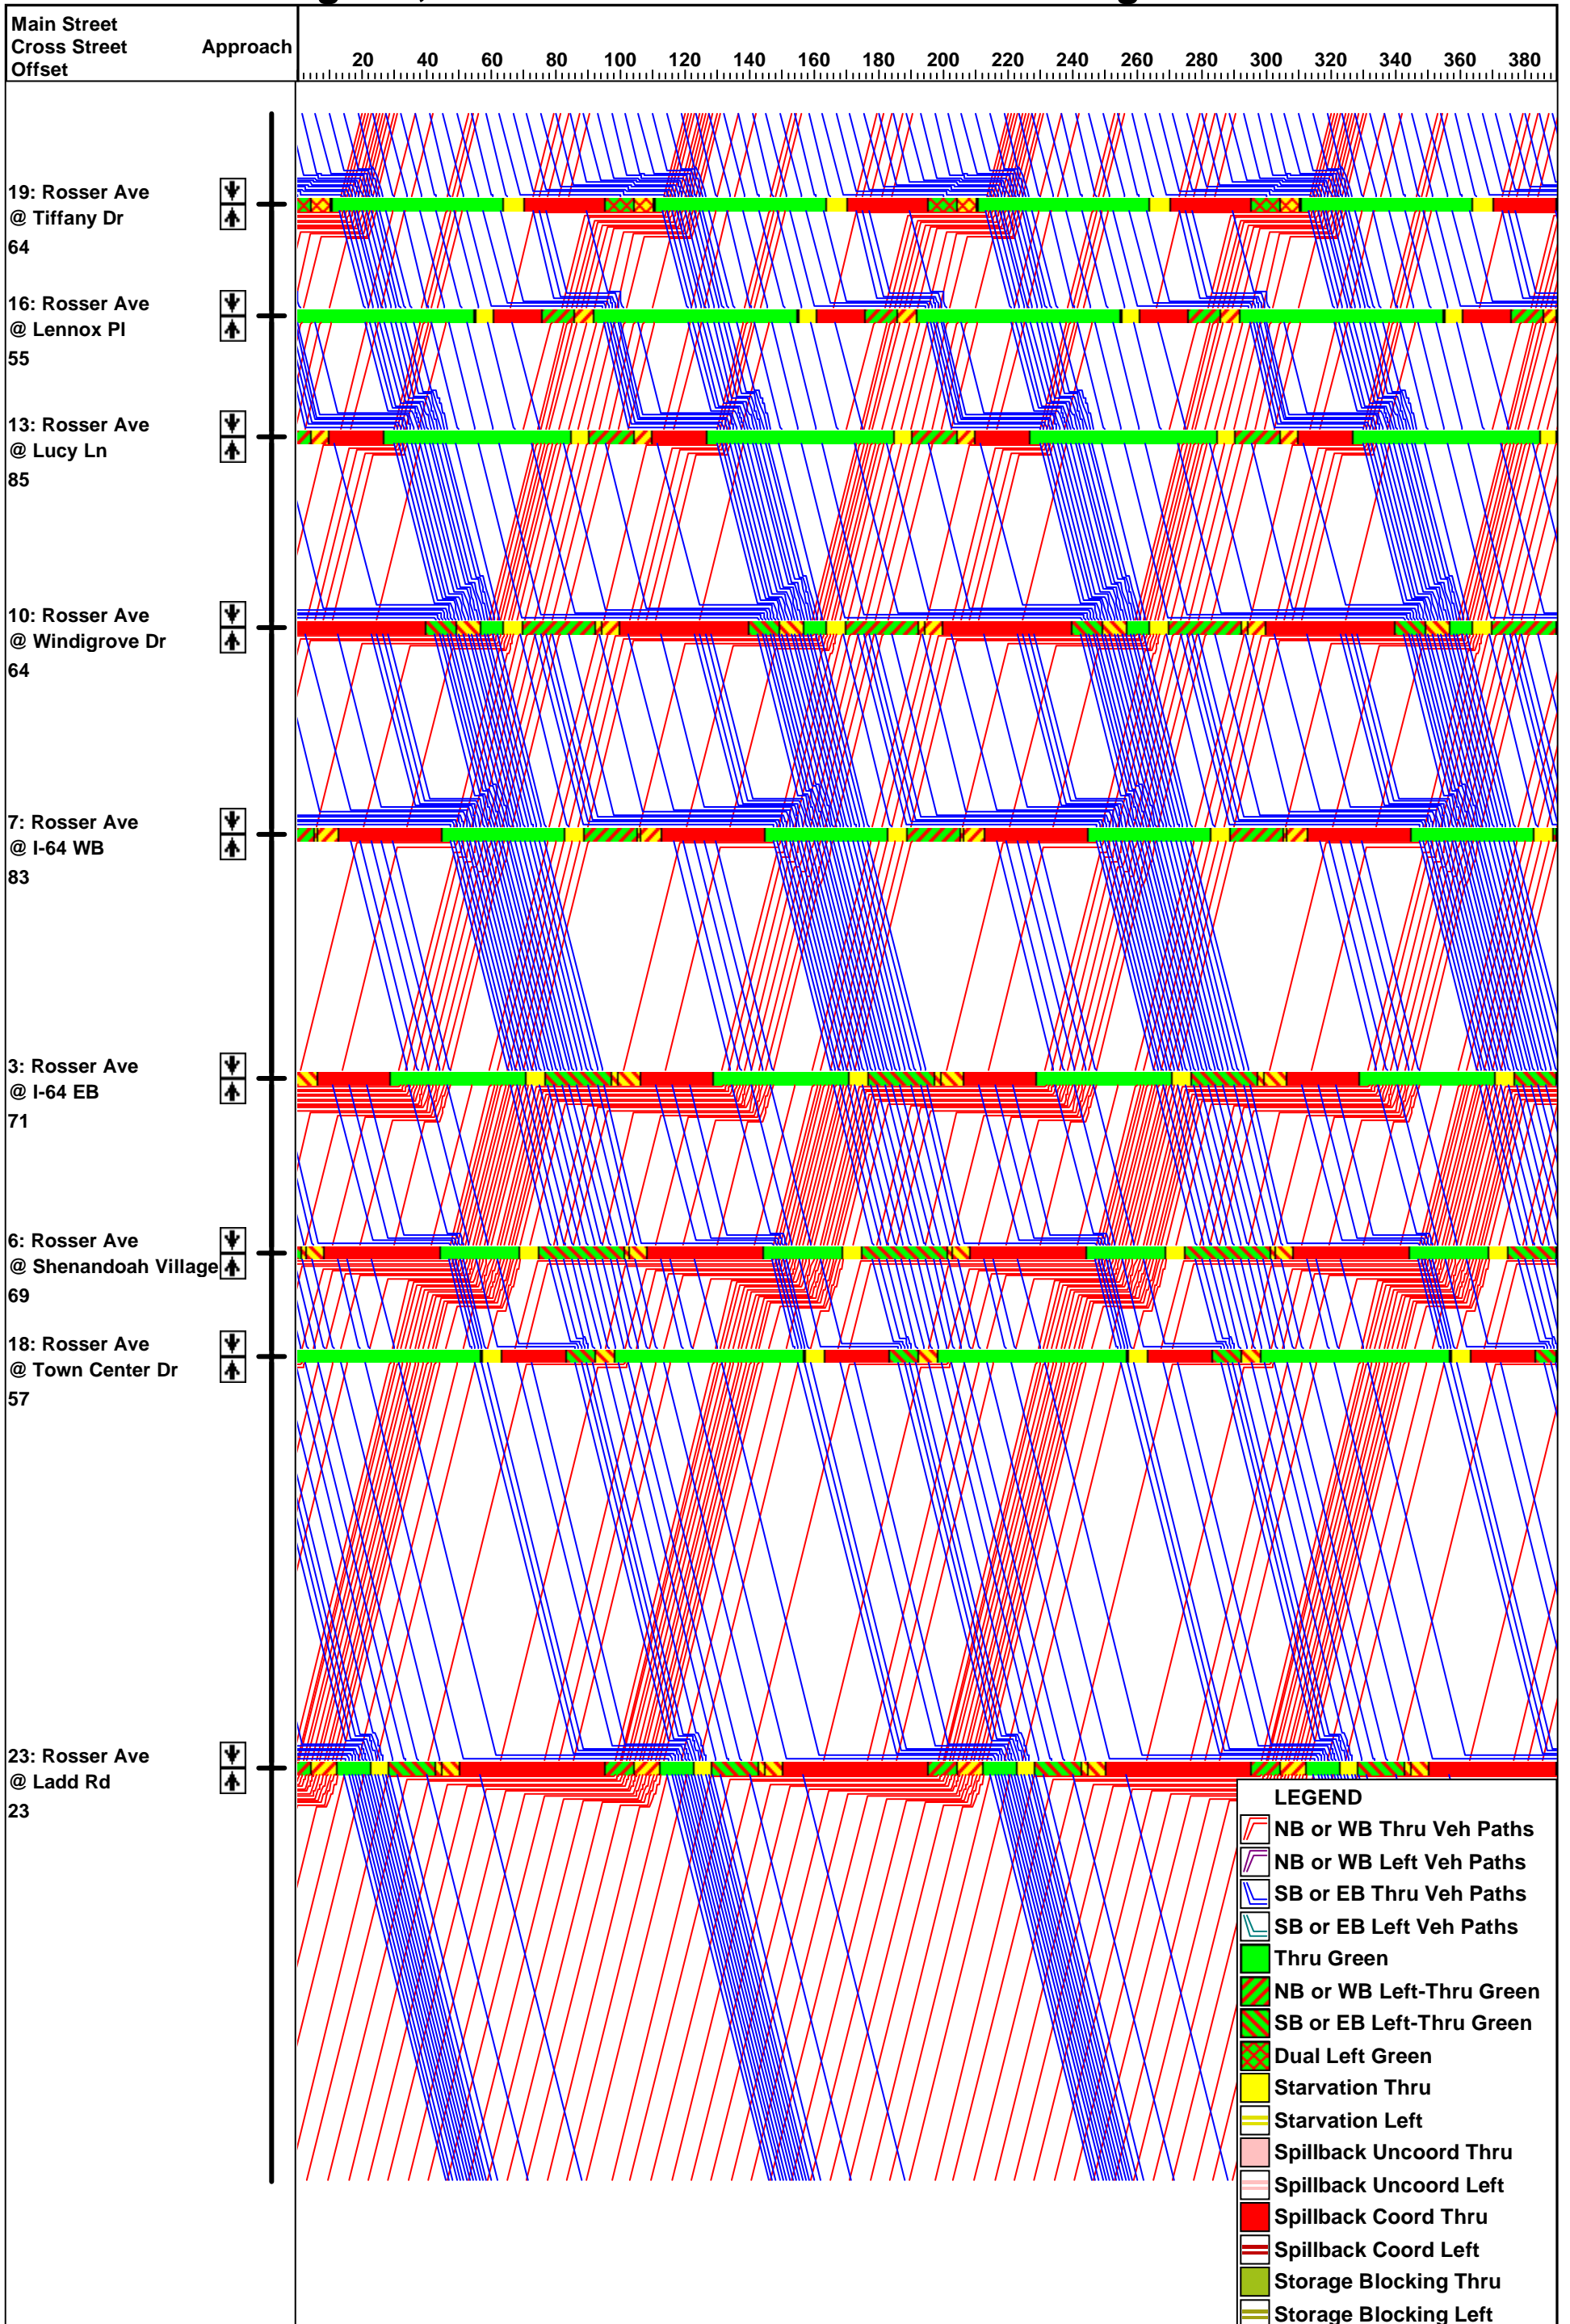 Main Street
Cross Street Approach
Offset
20 40 60 80 100 120 140 160 180 200 220 240 260 280 300 320 340 360 380
19: Rosser Ave
@ Tiffany Dr
64
16: Rosser Ave
@ Lennox Pl
55
13: Rosser Ave
@ Lucy Ln
85
10: Rosser Ave
@ Windigrove Dr
64
7: Rosser Ave
@ I-64 WB
83
3: Rosser Ave
@ I-64 EB
71
6: Rosser Ave
@ Shenandoah Village
69
18: Rosser Ave
@ Town Center Dr
57
23: Rosser Ave
@ Ladd Rd
23
LEGEND
NB or WB Thru Veh Paths
NB or WB Left Veh Paths
SB or EB Thru Veh Paths
SB or EB Left Veh Paths
Thru Green
NB or WB Left-Thru Green
SB or EB Left-Thru Green
Dual Left Green
Starvation Thru
Starvation Left
Spillback Uncoord Thru
Spillback Uncoord Left
Spillback Coord Thru
Spillback Coord Left
Storage Blocking Thru
Storage Blocking Left